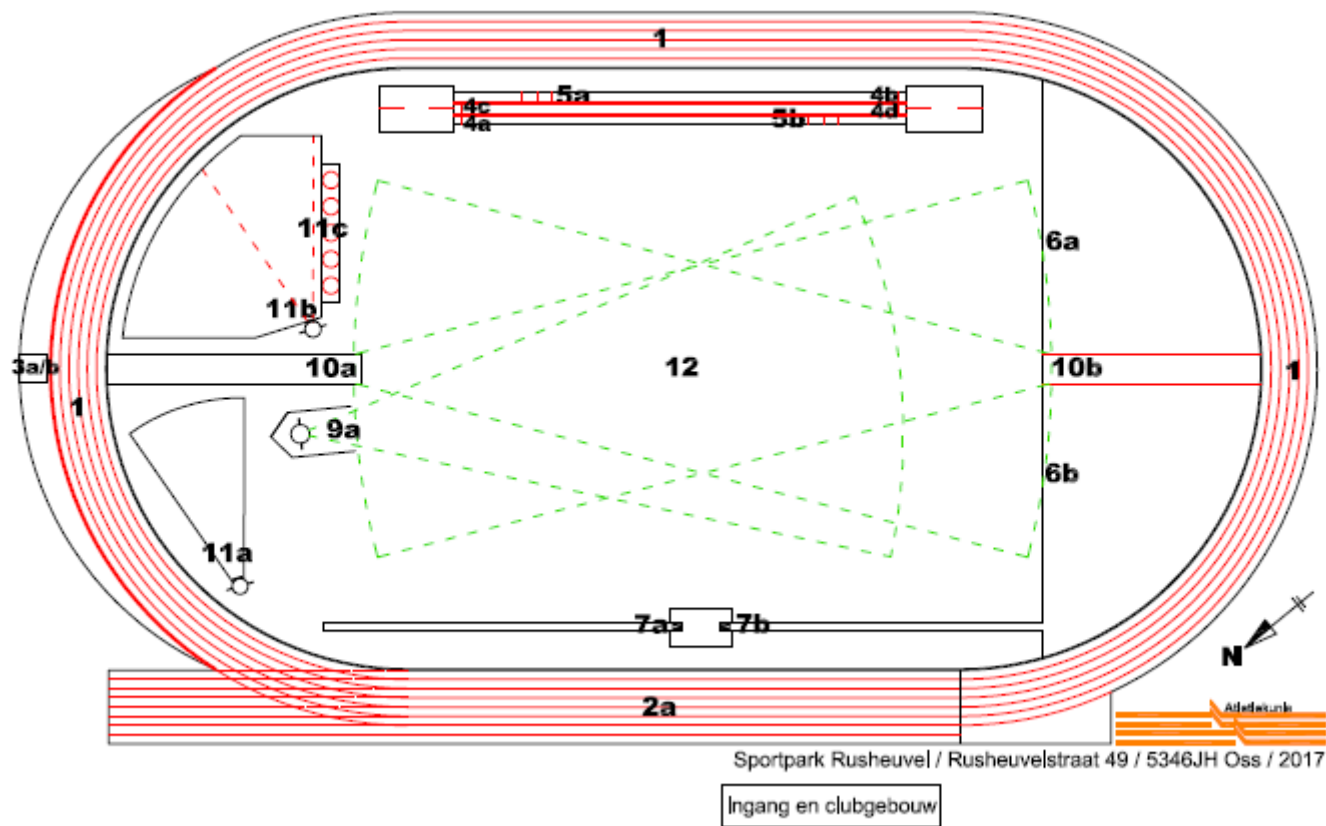 1
5a
4b
4c
4d
4a
5b
11c
6a
11b
3a/b
10a
12
10b
1
1
9a
6b
11a
7a
7b
N
2a
Atletiekunie
Sportpark Rusheuvel / Rusheuvelstraat 49 / 5346JH Oss / 2017
Ingang en clubgebouw